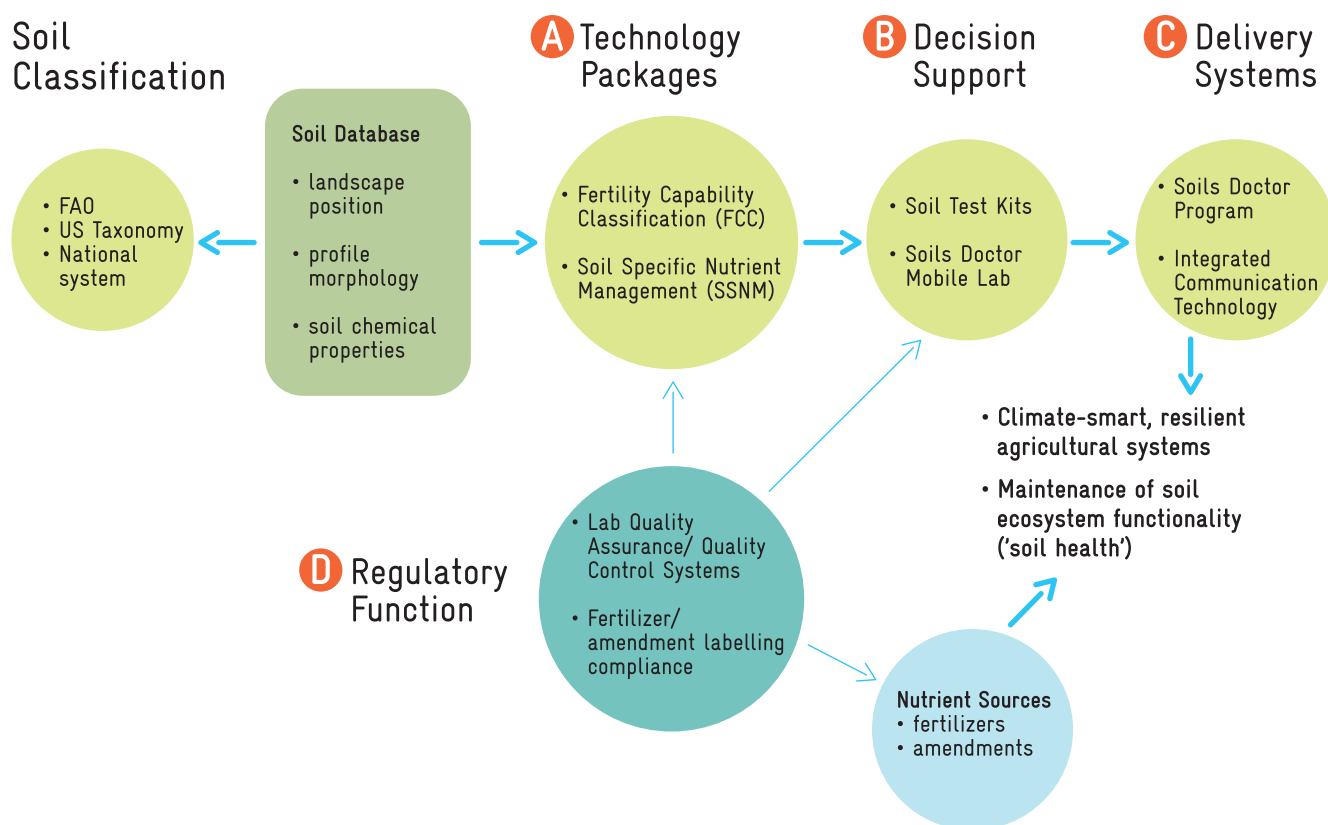 Soil
Classification
• FAO
• US Taxonomy
• National
system
Soil Database
• landscape
position
• profile
morphology
• soil chemical
properties
A Technology
Packages
• Fertility Capability
Classification (FCC)
• Soil Specific Nutrient
Management (SSNM)
B Decision
Support
• Soil Test Kits
• Soils Doctor
Mobile Lab
C Delivery
Systems
• Soils Doctor
Program
• Integrated
Communication
Technology
• Climate-smart, resilient
agricultural systems
• Maintenance of soil
ecosystem functionality
('soil health')
D Regulatory
Function
• Lab Quality
Assurance/ Quality
Control Systems
• Fertilizer/
amendment labelling
compliance
Nutrient Sources
• fertilizers
• amendments